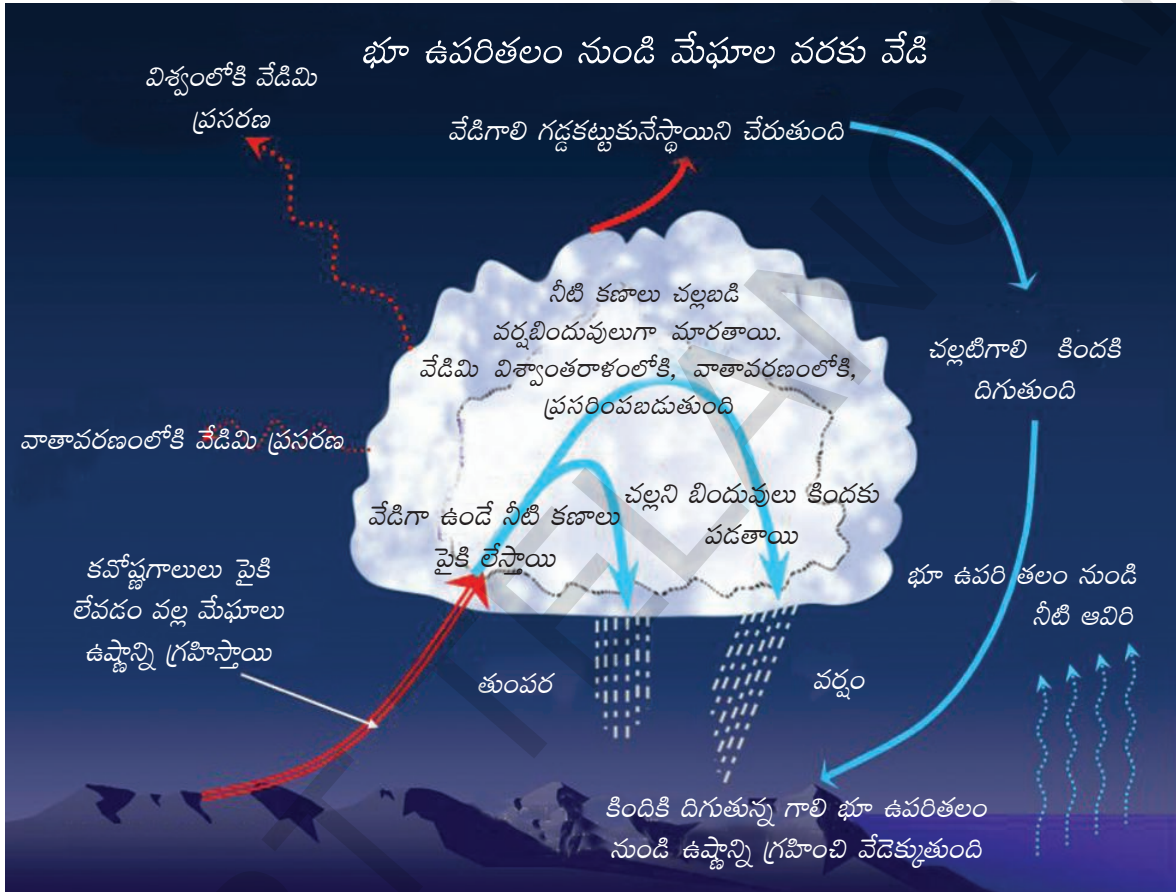 భూ ఉపరితలం నుండి మేఘాల వరకు వేడి
విశ్వంలోకి వేడిమి
ప్రసరణ
వేడిగాలి గడ్డకట్టుకునేస్థాయిని చేరుతుంది
నీటి కణాలు చల్లబడి
వర్షబిందువులుగా మారతాయి.
వేడిమి విశ్వాంతరాళంలోకి, వాతావరణంలోకి,
ప్రసరింపబడుతుంది
చల్లటిగాలి కిందకి
దిగుతుంది
వాతావరణంలోకి వేడిమి ప్రసరణ
వేడిగా ఉండే నీటి కణాలు
పైకి లేస్తాయి
చల్లని బిందువులు కిందకు
పడతాయి
కవోష్ణగాలులు పైకి
లేవడం వల్ల మేఘాలు
ఉష్ణాన్ని గ్రహిస్తాయి
భూ ఉపరి తలం నుండి
నీటి ఆవిరి
తుంపర
వర్షం
కిందికి దిగుతున్న గాలి భూ ఉపరితలం
నుండి ఉష్ణాన్ని గ్రహించి వేడెక్కుతుంది